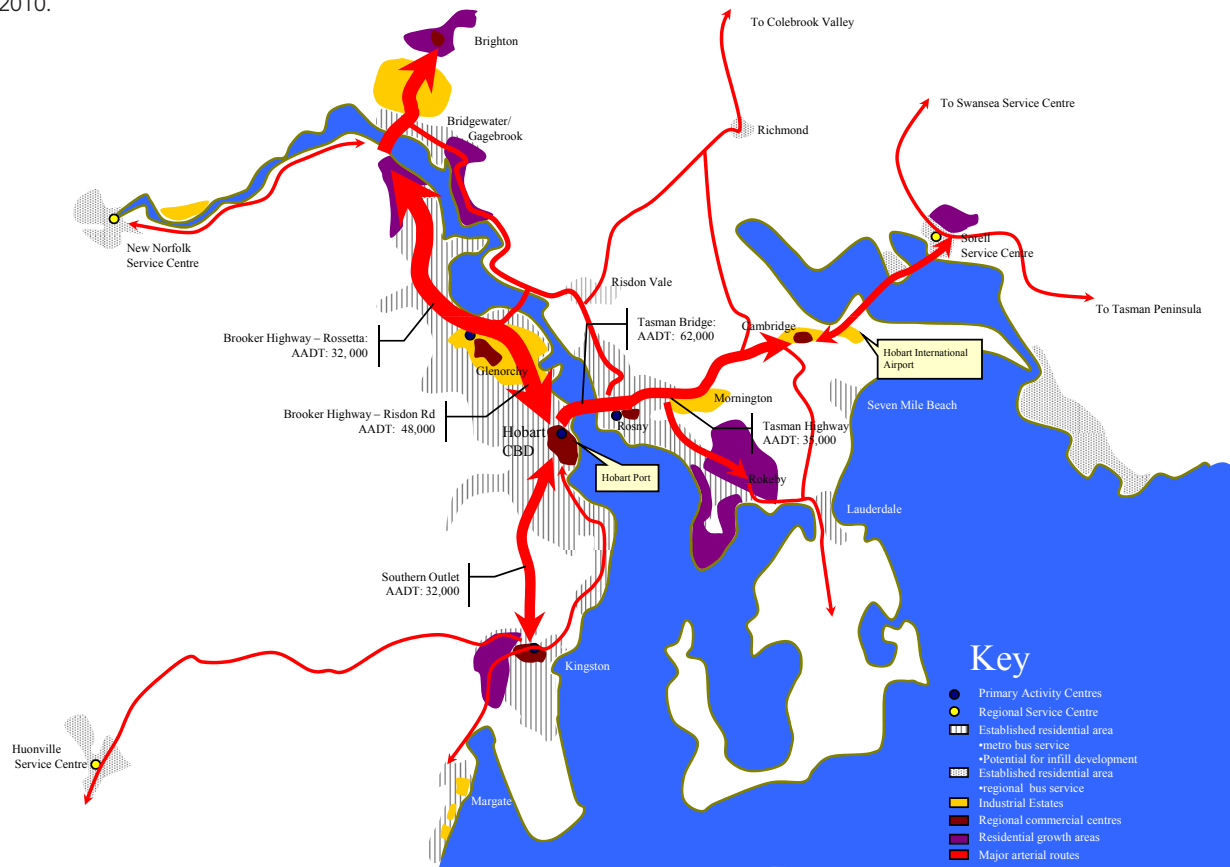 2010.
To Colebrook Valley
Brighton
To Swansea Service Centre
Bridgewater/
Gagebrook
Richmond
New Norfolk
Service Centre
Sorell
Service Centre
Risdon Vale
To Tasman Peninsula
Brooker Highway – Rossetta:
AADT: 32, 000
Tasman Bridge:
AADT: 62,000
Cambridge
Hobart International
Airport
Glenorchy
Mornington
Seven Mile Beach
Brooker Highway – Risdon Rd
AADT: 48,000
Rosny
Tasman Highway
AADT: 35,000
Hobart
CBD
Hobart Port
Rokeby
Lauderdale
Southern Outlet
AADT: 32,000
Kingston
Huonville
Service Centre
Margate
Key
Primary Activity Centres
Regional Service Centre
Established residential area
•metro bus service
•Potential for infill development
Established residential area
•regional bus service
Industrial Estates
Regional commercial centres
Residential growth areas
Major arterial routes